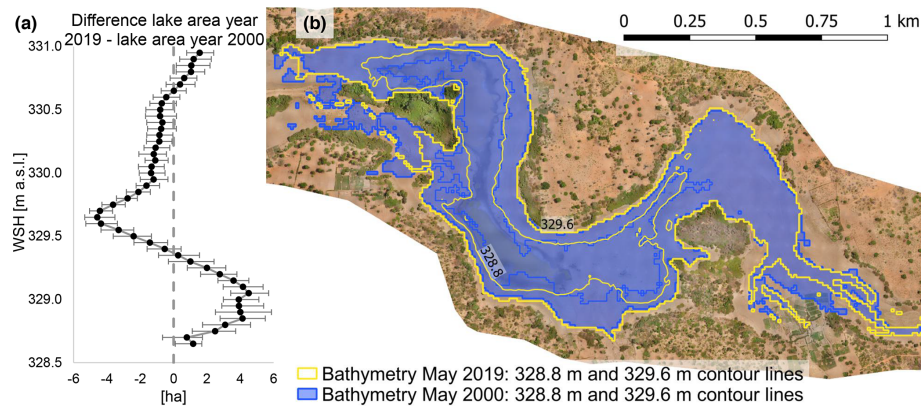 (a) Difference lake area year
2019 - lake area year 2000
WSH [m a.s.l.]
331.0
330.5
330.0
329.5
329.0
328.5
-6 -4 -2 0 2 4 6
[ha]
(b)
0 0.25 0.5 0.75 1 km
329.6
328.8
Bathymetry May 2019: 328.8 m and 329.6 m contour lines
Bathymetry May 2000: 328.8 m and 329.6 m contour lines